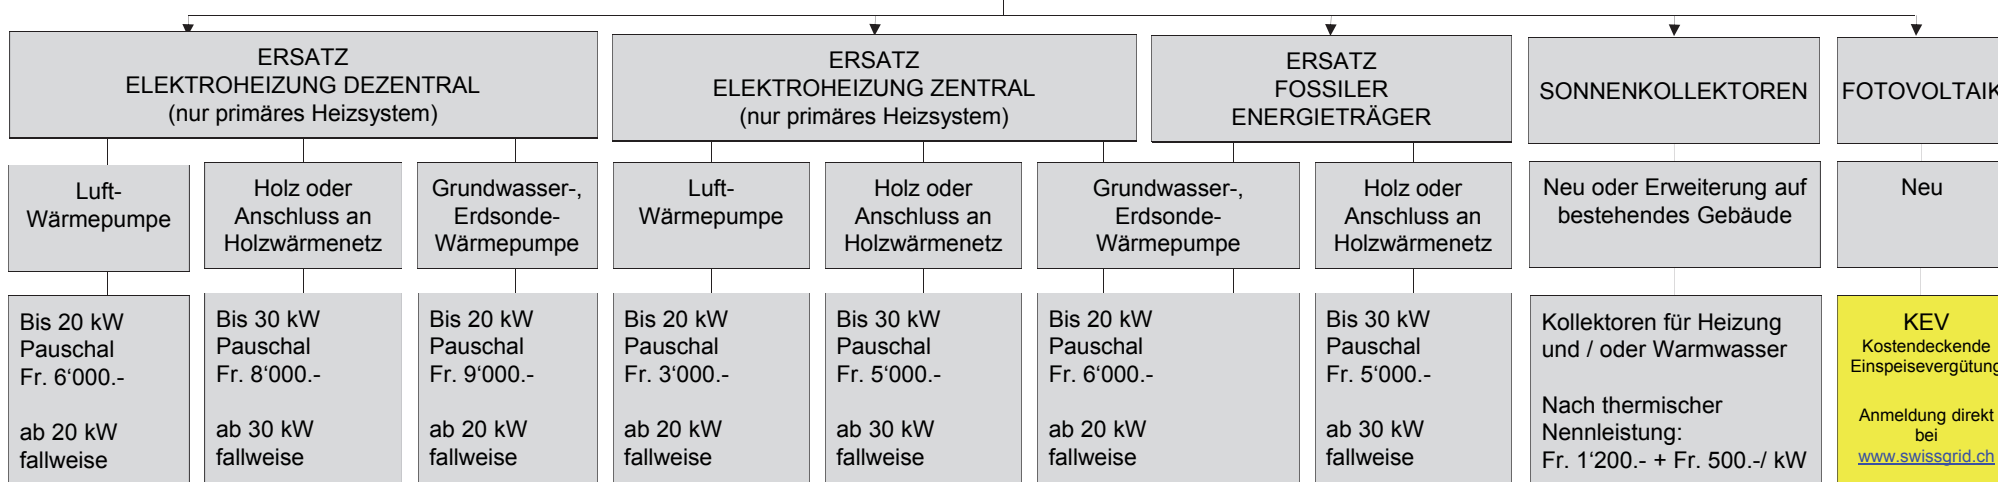 ERSATZ
ELEKTROHEIZUNG DEZENTRAL
(nur primäres Heizsystem)
ERSATZ
ELEKTROHEIZUNG ZENTRAL
(nur primäres Heizsystem)
ERSATZ
FOSSILER
ENERGIETRÄGER
SONNENKOLLEKTOREN
FOTOVOLTAIK
Luft-
Wärmepumpe
Holz oder
Anschluss an
Holzwärmenetz
Grundwasser-,
Erdsonde-
Wärmepumpe
Luft-
Wärmepumpe
Holz oder
Anschluss an
Holzwärmenetz
Grundwasser-,
Erdsonde-
Wärmepumpe
Holz oder
Anschluss an
Holzwärmenetz
Neu oder Erweiterung auf
bestehendes Gebäude
Neu
Bis 20 kW
Pauschal
Fr. 6‘000.-
ab 20 kW
fallweise
Bis 30 kW
Pauschal
Fr. 8‘000.-
ab 30 kW
fallweise
Bis 20 kW
Pauschal
Fr. 9‘000.-
ab 20 kW
fallweise
Bis 20 kW
Pauschal
Fr. 3‘000.-
ab 20 kW
fallweise
Bis 30 kW
Pauschal
Fr. 5‘000.-
ab 30 kW
fallweise
Bis 20 kW
Pauschal
Fr. 6‘000.-
ab 20 kW
fallweise
Bis 30 kW
Pauschal
Fr. 5‘000.-
ab 30 kW
fallweise
Kollektoren für Heizung
und / oder Warmwasser
Nach thermischer
Nennleistung:
Fr. 1‘200.- + Fr. 500.-/ kW
KEV
Kostendeckende
Einspeisevergütung
Anmeldung direkt
bei
www.swissgrid.ch